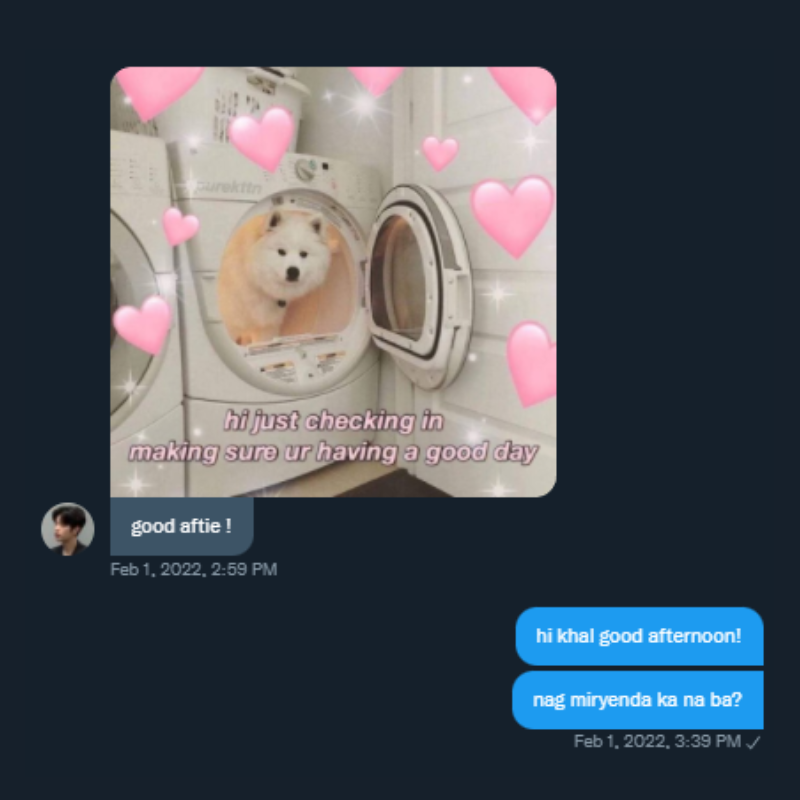 purekttn
hi just checking in
making sure ur having a good day
good aftie !
Feb 1, 2022, 2:59 PM
hi khal good afternoon!
nag miryenda ka na ba?
Feb 1, 2022, 3:39 PM